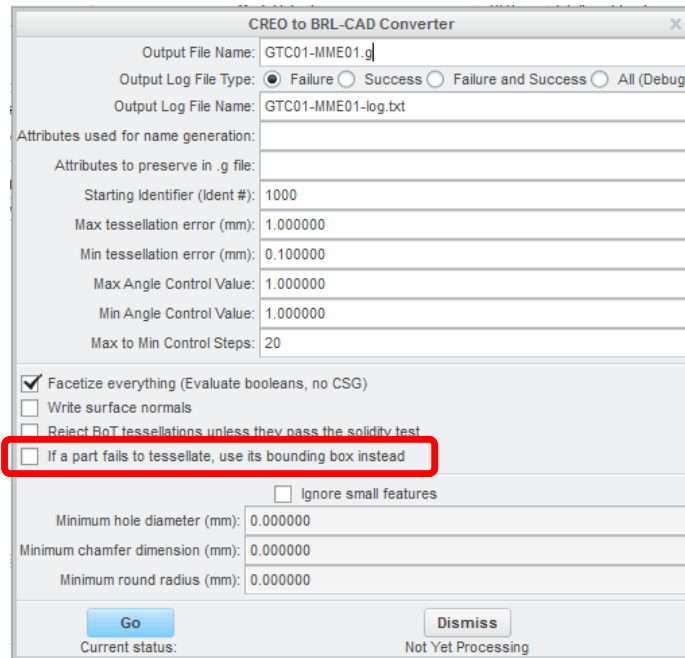 CREO to BRL-CAD Converter
Output File Name: GTC01-MME01.g
Output Log File Type: Failure Success Failure and Success All (Debug
Output Log File Name: GTC01-MME01-log.txt
Attributes used for name generation:
Attributes to preserve in .g file:
Starting Identifier (Ident #): 1000
Max tessellation error (mm): 1.000000
Min tessellation error (mm): 0.100000
Max Angle Control Value: 1.000000
Min Angle Control Value: 1.000000
Max to Min Control Steps: 20
Facetize everything (Evaluate booleans, no CSG)
Write surface normals
Reject BoT tessellations unless they pass the solidity test
If a part fails to tessellate, use its bounding box instead
Ignore small features
Minimum hole diameter (mm): 0.000000
Minimum chamfer dimension (mm): 0.000000
Minimum round radius (mm): 0.000000
Go Dismiss
Current status: Not Yet Processing